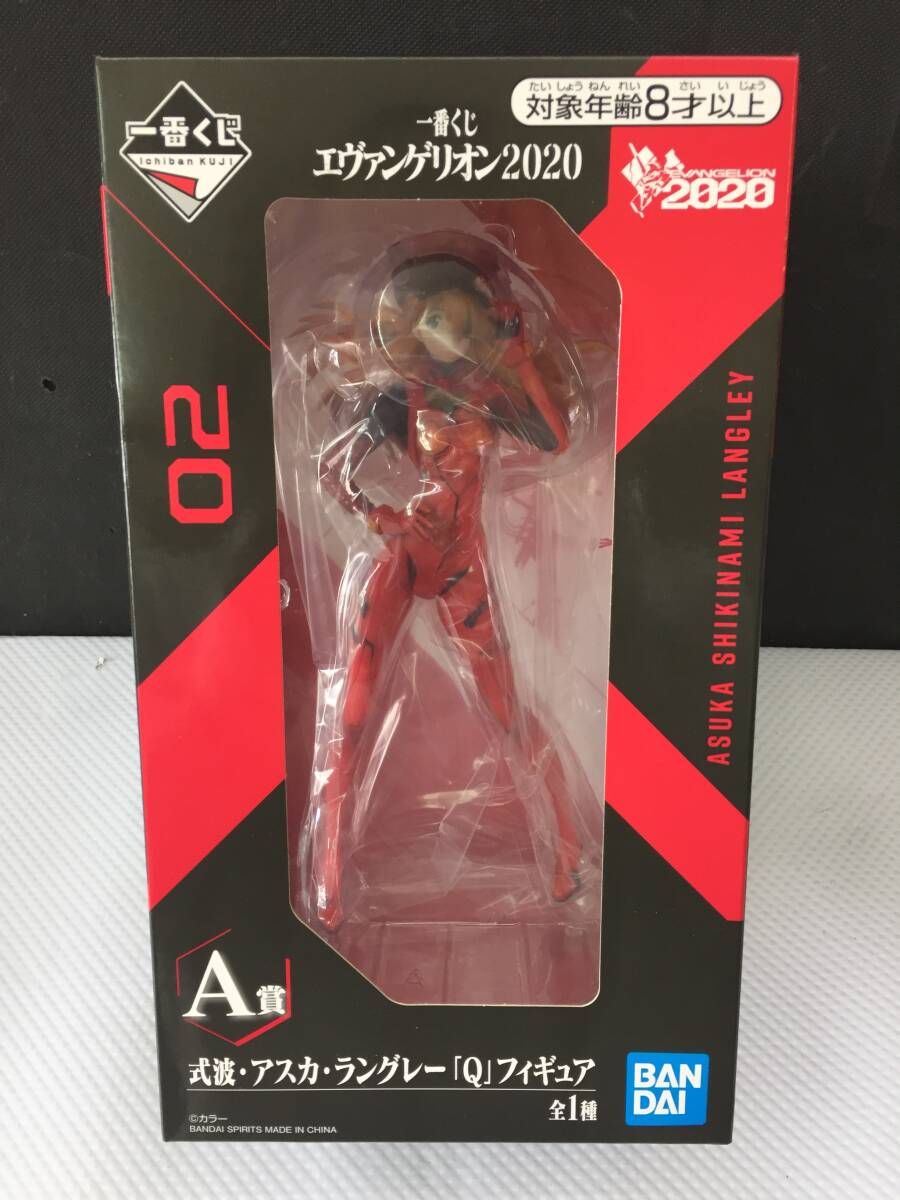 一番くじ
Ichiban KUJI
たいしょうねんれい さいいじょう
対象年齢8才以上
一番くじ
エヴァンゲリオン2020
EVANGELION
2020
02
ASUKA SHIKINAMI LANGLEY
A賞
式波・アスカ・ラングレー「Q」フィギュア
全1種
©カラー
BANDAI SPIRITS MADE IN CHINA
BAN
DAI